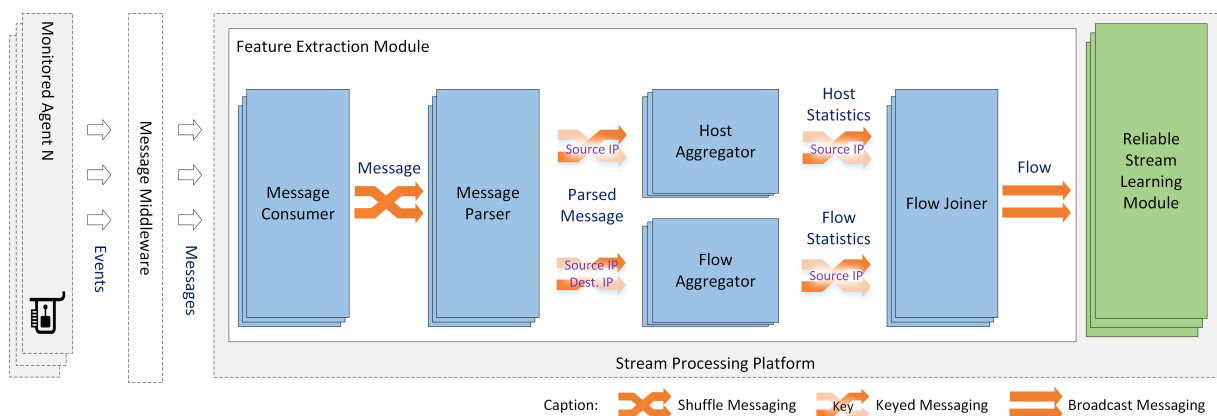 Monitored Agent N
Events
Message Middleware
Messages
Feature Extraction Module
Message
Consumer
Message
Message
Parser
Source IP
Parsed
Message
Source IP
Dest. IP
Host
Aggregator
Flow
Aggregator
Host
Statistics
Source IP
Flow
Statistics
Source IP
Flow Joiner
Flow
Reliable
Stream
Learning
Module
Stream Processing Platform
Caption:
Shuffle Messaging
Key
Keyed Messaging
Broadcast Messaging